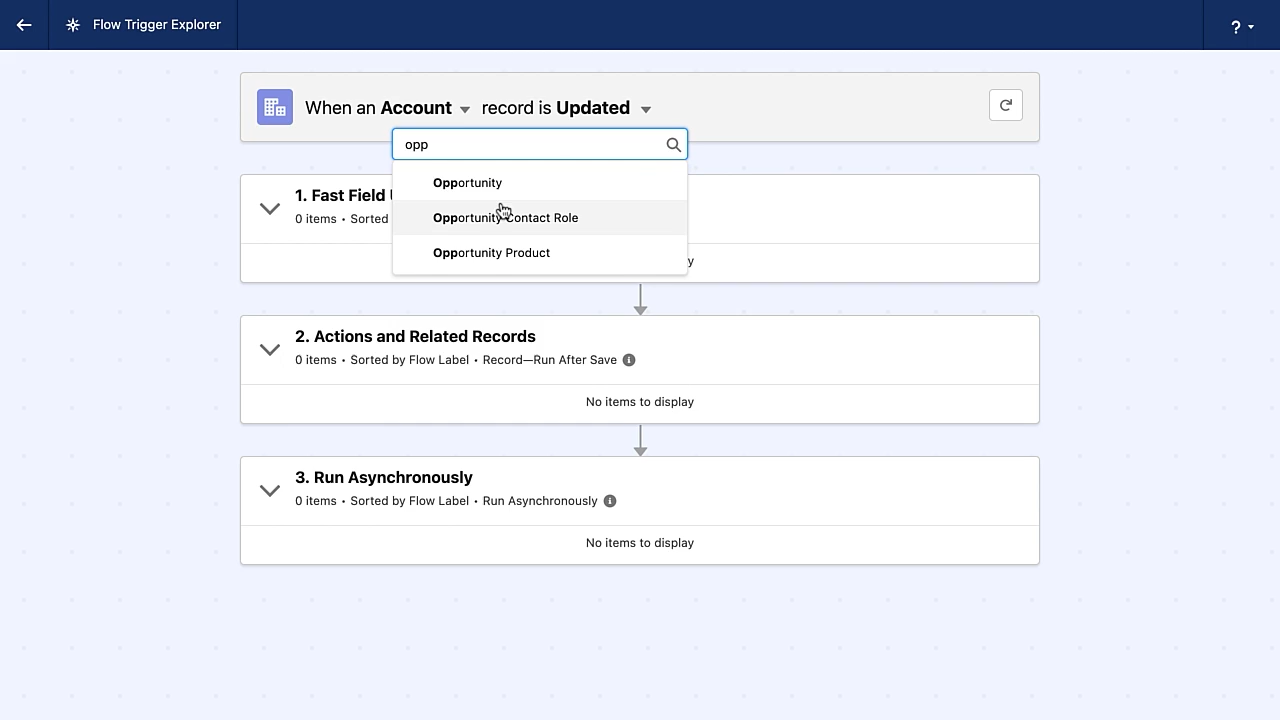 Flow Trigger Explorer
?
When an Account record is Updated
opp
Opportunity
Opportunity Contact Role
Opportunity Product
1. Fast Field
0 items • Sorted
y
2. Actions and Related Records
0 items • Sorted by Flow Label • Record—Run After Save
No items to display
3. Run Asynchronously
0 items • Sorted by Flow Label • Run Asynchronously
No items to display